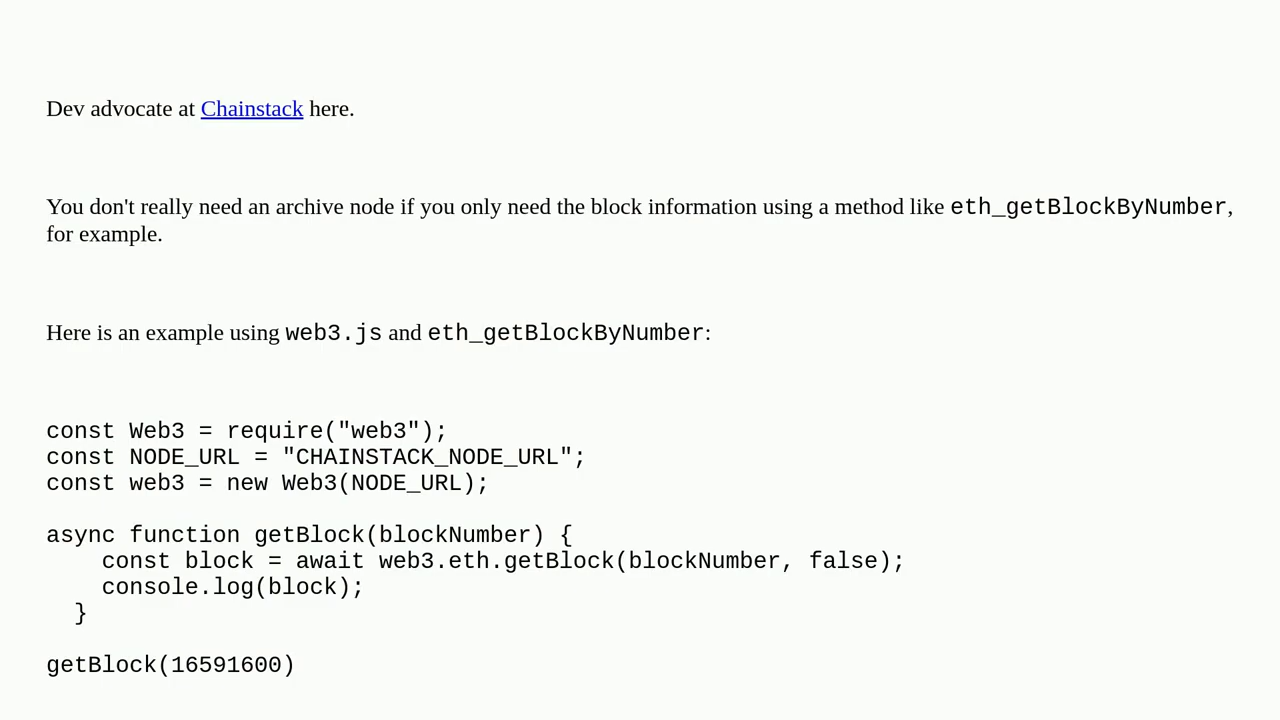 Dev advocate at Chainstack here.
You don't really need an archive node if you only need the block information using a method like eth_getBlockByNumber,
for example.
Here is an example using web3.js and eth_getBlockByNumber:
const Web3 = require("web3");
const NODE_URL = "CHAINSTACK_NODE_URL";
const web3 = new Web3(NODE_URL);
async function getBlock(blockNumber) {
    const block = await web3.eth.getBlock(blockNumber, false);
    console.log(block);
  }
getBlock(16591600)